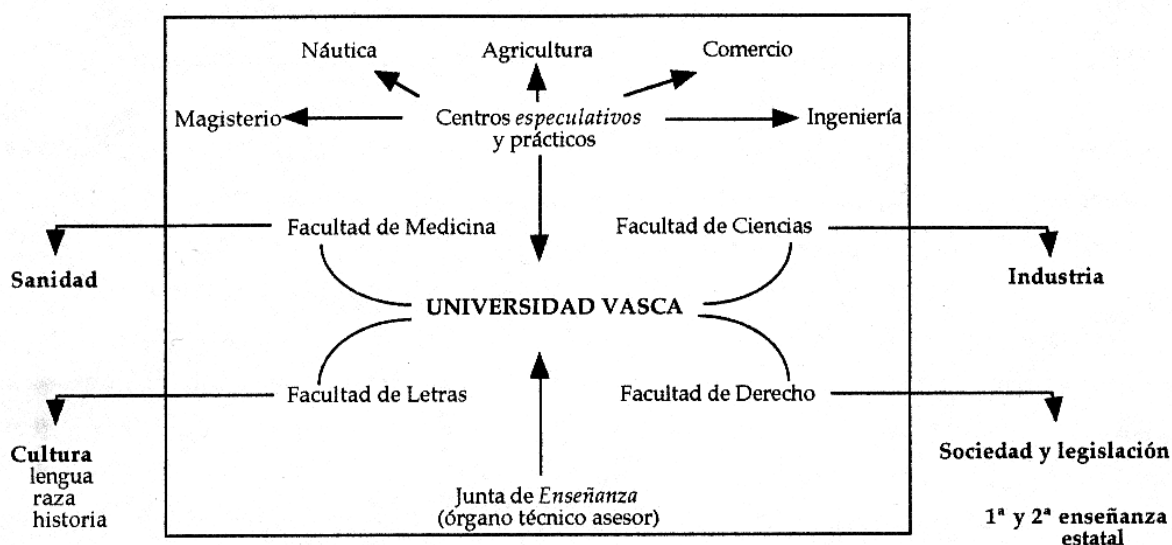 Náutica
Agricultura
Comercio
Magisterio
Centros especulativos
y prácticos
Ingeniería
Facultad de Medicina
Facultad de Ciencias
Sanidad
Industria
UNIVERSIDAD VASCA
Facultad de Letras
Facultad de Derecho
Cultura
lengua
raza
historia
Sociedad y legislación
Junta de Enseñanza
(órgano técnico asesor)
1ª y 2ª enseñanza
estatal